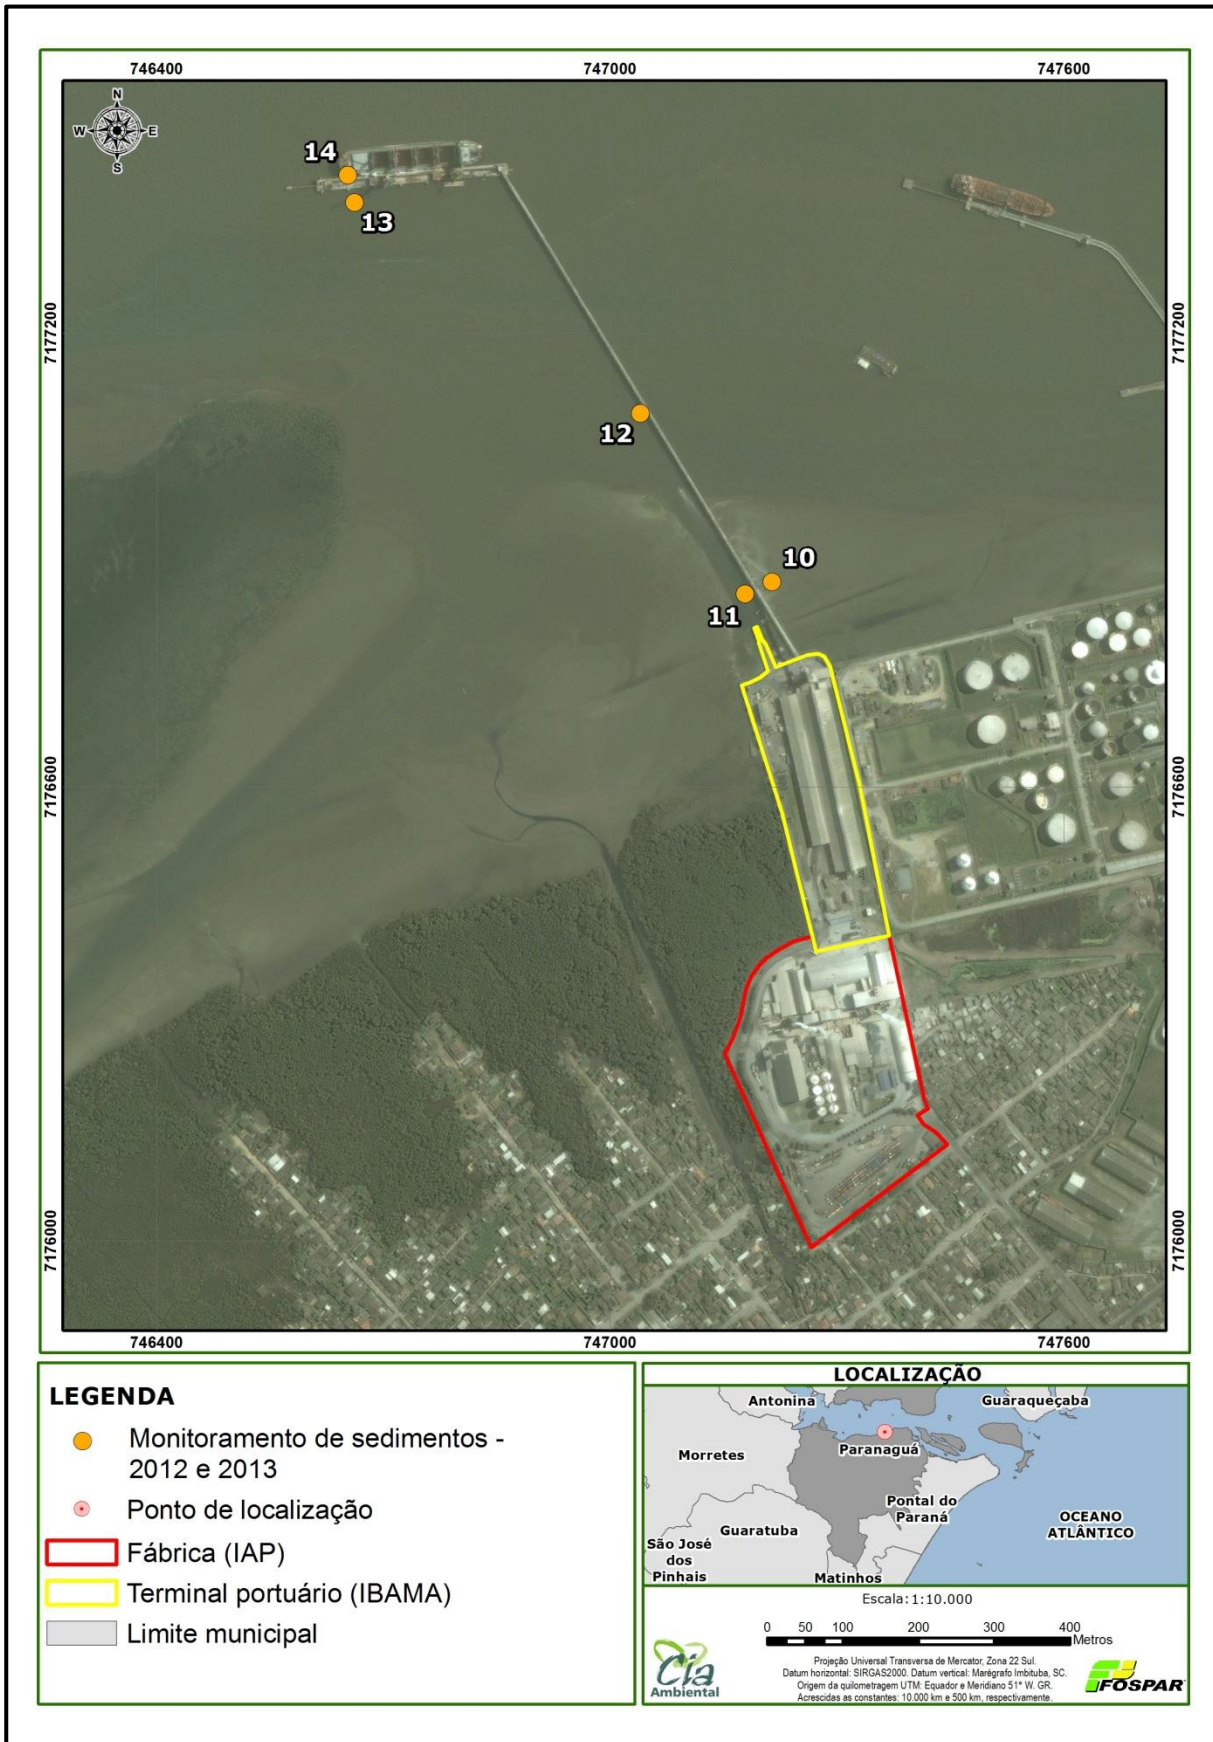 746400 747000 747600
N
W E
S
14
13
7177200 7177200
12
10
11
7176600 7176600
7176000 7176000
746400 747000 747600
LEGENDA
Monitoramento de sedimentos -
2012 e 2013
Ponto de localização
Fábrica (IAP)
Terminal portuário (IBAMA)
Limite municipal
LOCALIZAÇÃO
Antonina
Guaraqueçaba
Morretes
Paranaguá
Pontal do
Paraná
Guaratuba
OCEANO
ATLÂNTICO
São José
dos
Pinhais
Matinhos
Escala:1:10.000
0 50 100 200 300 400
Metros
Projeção Universal Transversa de Mercator, Zona 22 Sul.
Datum horizontal: SIRGAS2000. Datum vertical: Marégrafo Imbituba, SC.
Origem da quilometragem UTM: Equador e Meridiano 51° W. GR.
Acrescidas as constantes: 10.000 km e 500 km, respectivamente.
Cia
Ambiental
FOSPAR